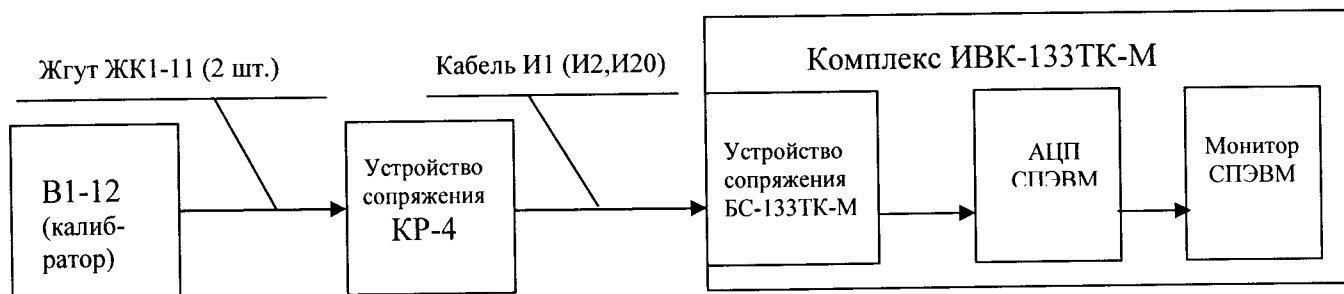 Комплекс ИВК-133ТК-М
Жгут ЖК1-11 (2 шт.)
Кабель И1 (И2,И20)
В1-12
(калиб-
ратор)
Устройство
сопряжения
КР-4
Устройство
сопряжения
БС-133ТК-М
АЦП
СПЭВМ
Монитор
СПЭВМ